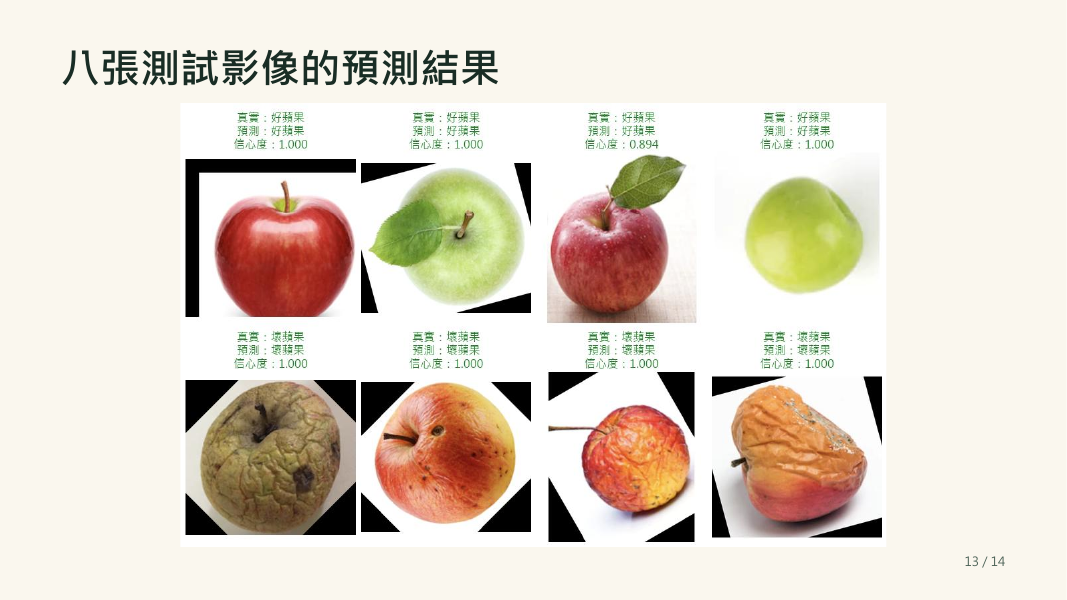 八張測試影像的預測結果
真實：好蘋果
預測：好蘋果
信心度：1.000
真實：好蘋果
預測：好蘋果
信心度：1.000
真實：好蘋果
預測：好蘋果
信心度：0.894
真實：好蘋果
預測：好蘋果
信心度：1.000
真實：壞蘋果
預測：壞蘋果
信心度：1.000
真實：壞蘋果
預測：壞蘋果
信心度：1.000
真實：壞蘋果
預測：壞蘋果
信心度：1.000
真實：壞蘋果
預測：壞蘋果
信心度：1.000
13 / 14